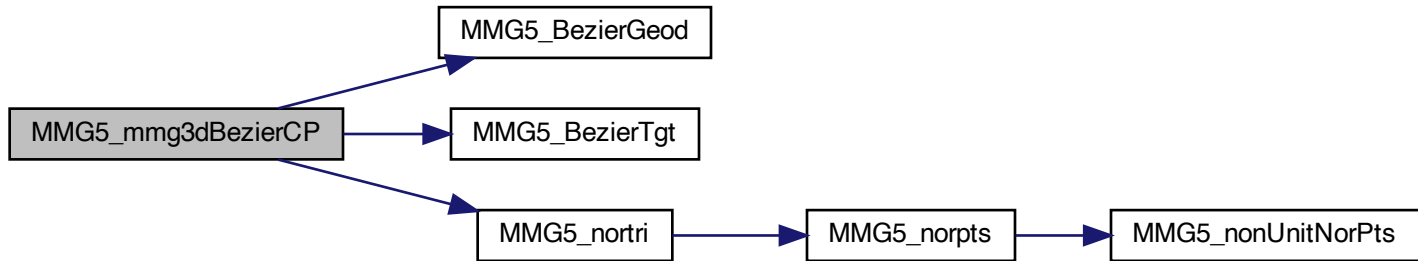 MMG5_BezierGeod
MMG5_mmg3dBezierCP
MMG5_BezierTgt
MMG5_nortri
MMG5_norpts
MMG5_nonUnitNorPts